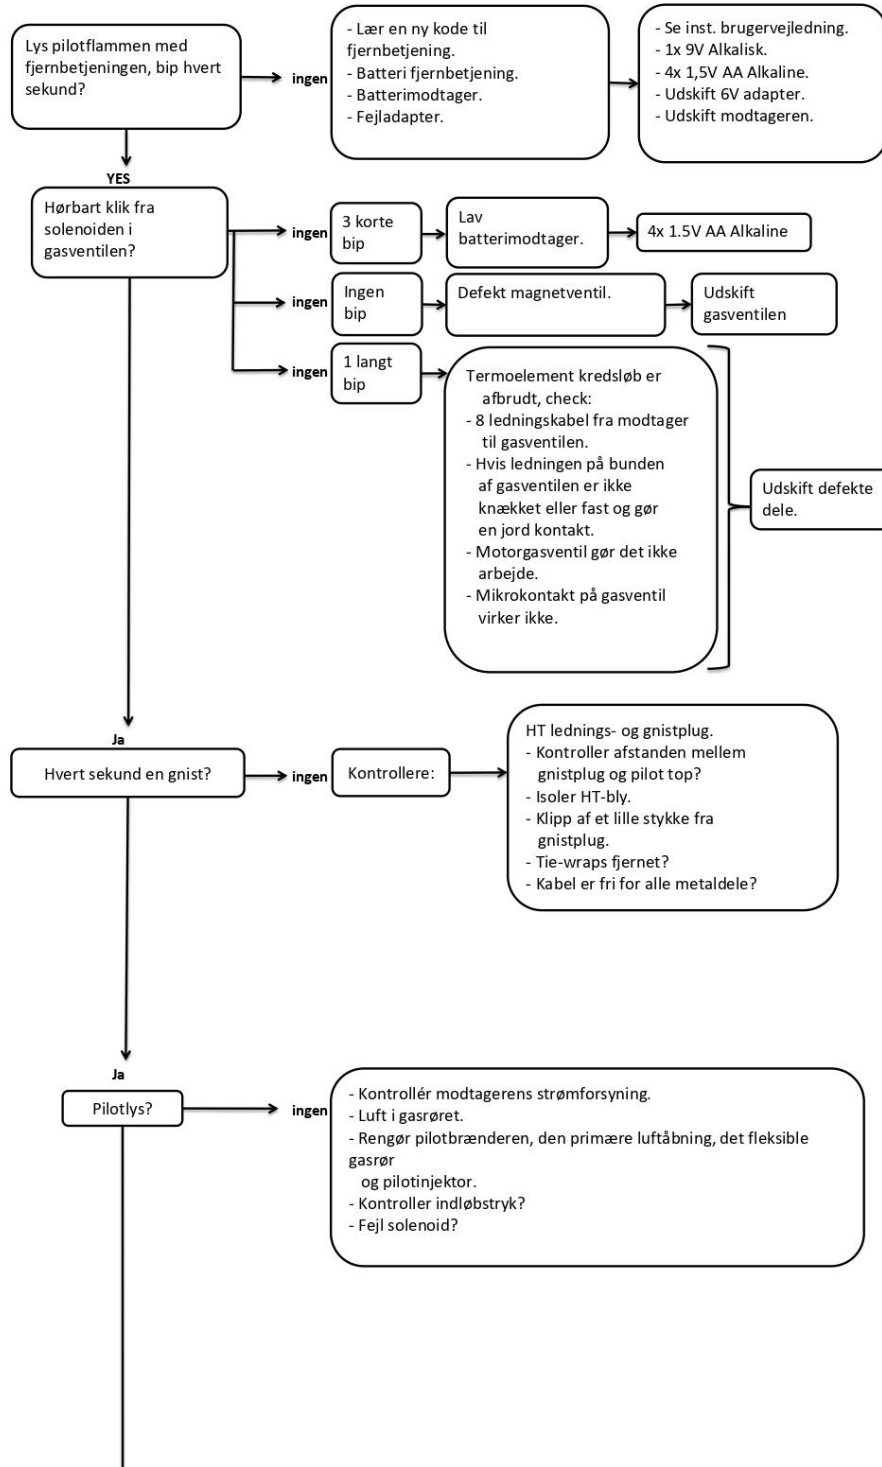 Lys pilotflammen med
fjernbetjeningen, bip hvert
sekund?
ingen
- Lær en ny kode til
fjernbetjening.
- Batteri fjernbetjening.
- Batterimodtager.
- Fejladapter.
- Se inst. brugervejledning.
- 1x 9V Alkalisk.
- 4x 1,5V AA Alkaline.
- Udskift 6V adapter.
- Udskift modtageren.
YES
Hørbart klik fra
solenoiden i
gasventilen?
ingen
3 korte
bip
Lav
batterimodtager.
4x 1.5V AA Alkaline
ingen
Ingen
bip
Defekt magnetventil.
Udskift
gasventilen
ingen
1 langt
bip
Termoelement kredsløb er
afbrudt, check:
- 8 ledningskabel fra modtager
til gasventilen.
- Hvis ledningen på bunden
af gasventilen er ikke
knækket eller fast og gør
en jord kontakt.
- Motorgasventil gør det ikke
arbejde.
- Mikrokontakt på gasventil
virker ikke.
Udskift defekte
dele.
Ja
Hvert sekund en gnist?
ingen
Kontrollere:
HT lednings- og gnistplug.
- Kontroller afstanden mellem
gnistplug og pilot top?
- Isoler HT-bly.
- Klipp af et lille stykke fra
gnistplug.
- Tie-wraps fjernet?
- Kabel er fri for alle metaldele?
Ja
Pilotlys?
ingen
- Kontrollér modtagerens strømforsyning.
- Luft i gasrøret.
- Rengør pilotbrænderen, den primære luftåbning, det fleksible
gasrør
og pilotinjektor.
- Kontroller indløbstryk?
- Fejl solenoid?